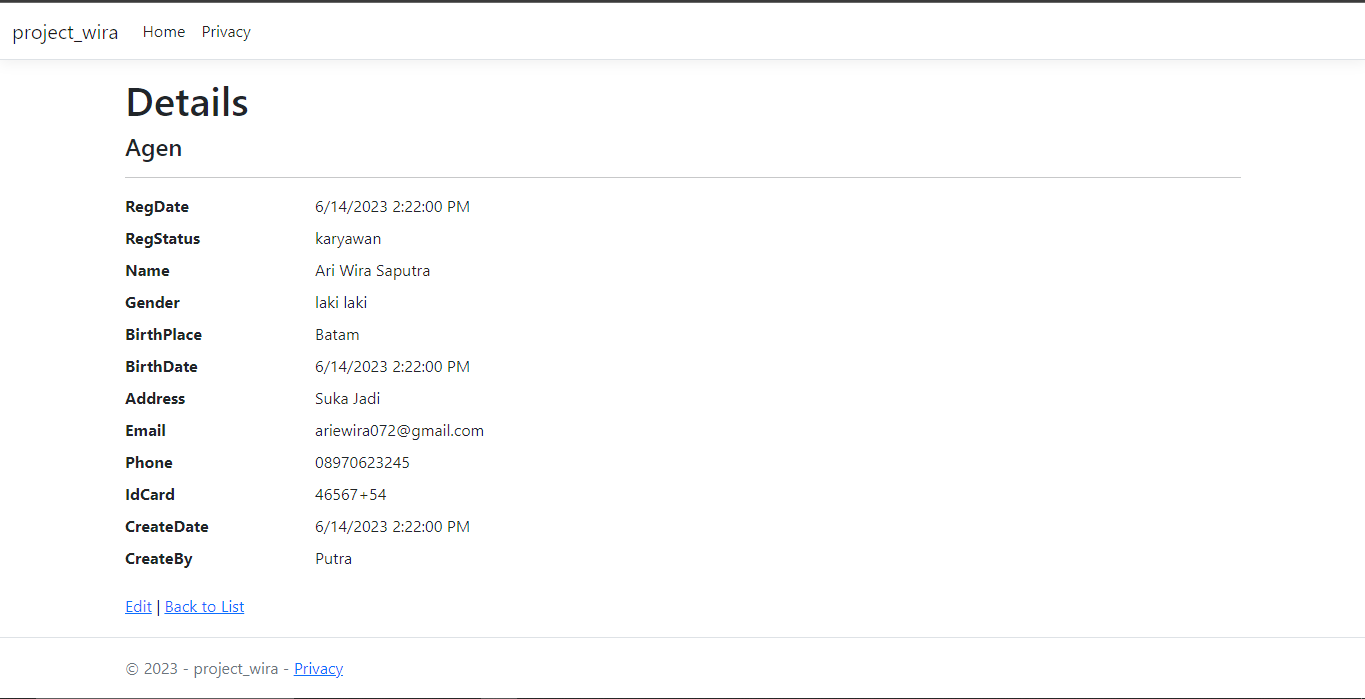 project_wira Home Privacy
Details
Agen
RegDate 6/14/2023 2:22:00 PM
RegStatus karyawan
Name Ari Wira Saputra
Gender laki laki
BirthPlace Batam
BirthDate 6/14/2023 2:22:00 PM
Address Suka Jadi
Email ariewira072@gmail.com
Phone 08970623245
IdCard 46567+54
CreateDate 6/14/2023 2:22:00 PM
CreateBy Putra
Edit | Back to List
© 2023 - project_wira - Privacy